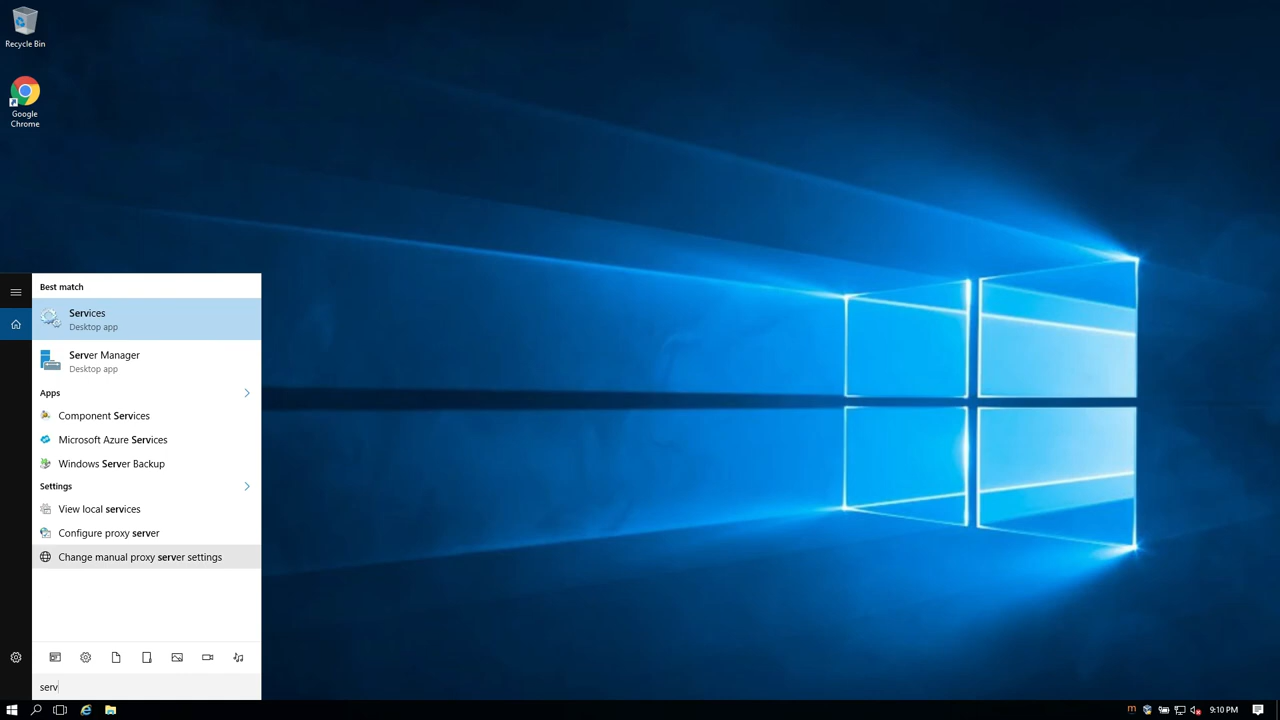 Recycle Bin
Google
Chrome
Best match
Services
Desktop app
Server Manager
Desktop app
Apps
Component Services
Microsoft Azure Services
Windows Server Backup
Settings
View local services
Configure proxy server
Change manual proxy server settings
serv
9:10 PM